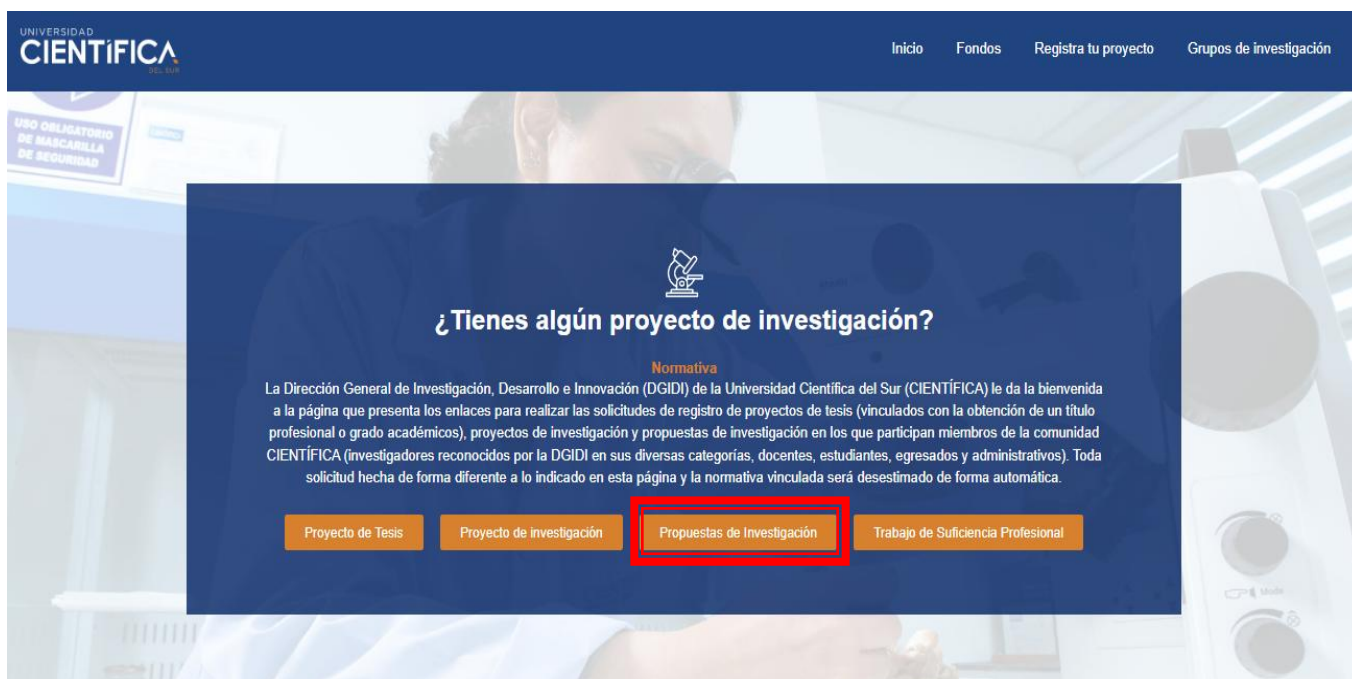 UNIVERSIDAD
CIENTÍFICA
DEL SUR
Inicio Fondos Registra tu proyecto Grupos de investigación
USO OBLIGATORIO
DE MASCARILLA
DE SEGURIDAD
¿Tienes algún proyecto de investigación?
Normativa
La Dirección General de Investigación, Desarrollo e Innovación (DGIDI) de la Universidad Científica del Sur (CIENTÍFICA) le da la bienvenida
a la página que presenta los enlaces para realizar las solicitudes de registro de proyectos de tesis (vinculados con la obtención de un título
profesional o grado académicos), proyectos de investigación y propuestas de investigación en los que participan miembros de la comunidad
CIENTÍFICA (investigadores reconocidos por la DGIDI en sus diversas categorías, docentes, estudiantes, egresados y administrativos). Toda
solicitud hecha de forma diferente a lo indicado en esta página y la normativa vinculada será desestimado de forma automática.
Proyecto de Tesis Proyecto de investigación Propuestas de Investigación Trabajo de Suficiencia Profesional
Mode